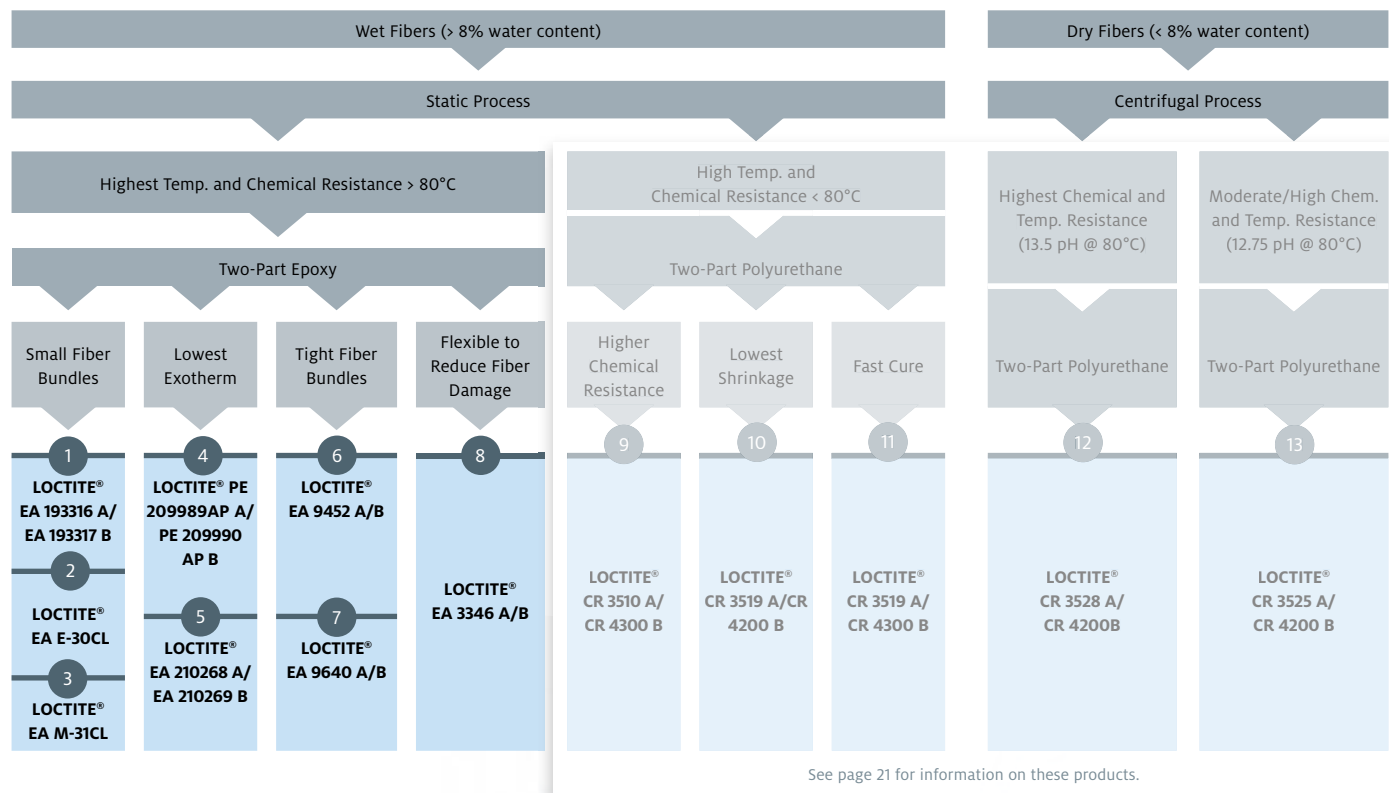 Wet Fibers (> 8% water content)
Dry Fibers (< 8% water content)
Static Process
Centrifugal Process
Highest Temp. and Chemical Resistance > 80°C
High Temp. and
Chemical Resistance < 80°C
Highest Chemical and
Temp. Resistance
(13.5 pH @ 80°C)
Moderate/High Chem.
and Temp. Resistance
(12.75 pH @ 80°C)
Two-Part Epoxy
Two-Part Polyurethane
Small Fiber
Bundles
Lowest
Exotherm
Tight Fiber
Bundles
Flexible to
Reduce Fiber
Damage
Higher
Chemical
Resistance
Lowest
Shrinkage
Fast Cure
Two-Part Polyurethane
Two-Part Polyurethane
1
LOCTITE®
EA 193316 A/
EA 193317 B
2
LOCTITE®
EA E-30CL
3
LOCTITE®
EA M-31CL
4
LOCTITE® PE
209989AP A/
PE 209990
AP B
5
LOCTITE®
EA 210268 A/
EA 210269 B
6
LOCTITE®
EA 9452 A/B
7
LOCTITE®
EA 9640 A/B
8
LOCTITE®
EA 3346 A/B
9
LOCTITE®
CR 3510 A/
CR 4300 B
10
LOCTITE®
CR 3519 A/CR
4200 B
11
LOCTITE®
CR 3519 A/
CR 4300 B
12
LOCTITE®
CR 3528 A/
CR 4200B
13
LOCTITE®
CR 3525 A/
CR 4200 B
See page 21 for information on these products.